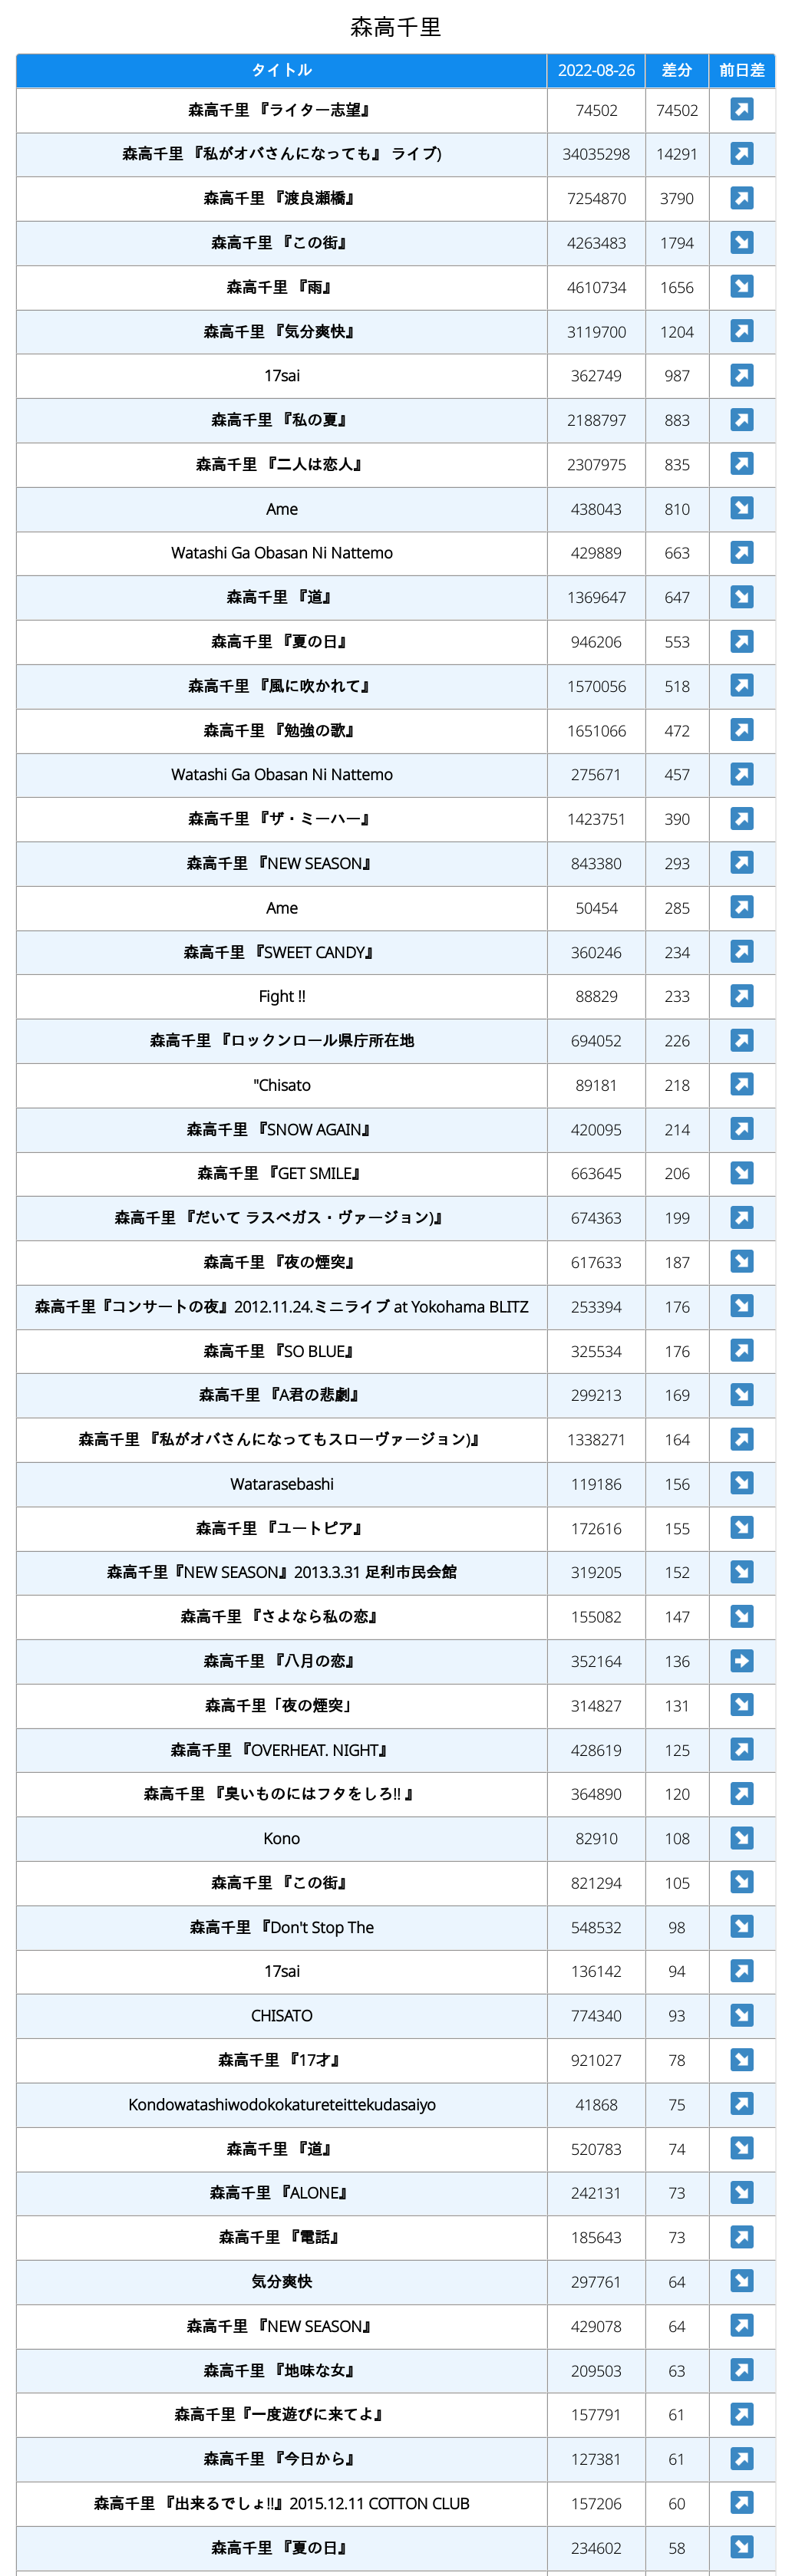 森高千里
タイトル 2022-08-26 差分 前日差
森高千里 『ライター志望』 74502 74502
森高千里 『私がオバさんになっても』 ライブ) 34035298 14291
森高千里 『渡良瀬橋』 7254870 3790
森高千里 『この街』 4263483 1794
森高千里 『雨』 4610734 1656
森高千里 『気分爽快』 3119700 1204
17sai 362749 987
森高千里 『私の夏』 2188797 883
森高千里 『二人は恋人』 2307975 835
Ame 438043 810
Watashi Ga Obasan Ni Nattemo 429889 663
森高千里 『道』 1369647 647
森高千里 『夏の日』 946206 553
森高千里 『風に吹かれて』 1570056 518
森高千里 『勉強の歌』 1651066 472
Watashi Ga Obasan Ni Nattemo 275671 457
森高千里 『ザ・ミーハー』 1423751 390
森高千里 『NEW SEASON』 843380 293
Ame 50454 285
森高千里 『SWEET CANDY』 360246 234
Fight !! 88829 233
森高千里 『ロックンロール県庁所在地 694052 226
"Chisato 89181 218
森高千里 『SNOW AGAIN』 420095 214
森高千里 『GET SMILE』 663645 206
森高千里 『だいて ラスベガス・ヴァージョン)』 674363 199
森高千里 『夜の煙突』 617633 187
森高千里『コンサートの夜』2012.11.24.ミニライブ at Yokohama BLITZ 253394 176
森高千里 『SO BLUE』 325534 176
森高千里 『A君の悲劇』 299213 169
森高千里 『私がオバさんになってもスローヴァージョン)』 1338271 164
Watarasebashi 119186 156
森高千里 『ユートピア』 172616 155
森高千里『NEW SEASON』2013.3.31 足利市民会館 319205 152
森高千里 『さよなら私の恋』 155082 147
森高千里 『八月の恋』 352164 136
森高千里「夜の煙突」 314827 131
森高千里 『OVERHEAT. NIGHT』 428619 125
森高千里 『臭いものにはフタをしろ!! 』 364890 120
Kono 82910 108
森高千里 『この街』 821294 105
森高千里 『Don't Stop The 548532 98
17sai 136142 94
CHISATO 774340 93
森高千里 『17才』 921027 78
Kondowatashiwodokokatureteittekudasaiyo 41868 75
森高千里 『道』 520783 74
森高千里 『ALONE』 242131 73
森高千里 『電話』 185643 73
気分爽快 297761 64
森高千里 『NEW SEASON』 429078 64
森高千里 『地味な女』 209503 63
森高千里『一度遊びに来てよ』 157791 61
森高千里 『今日から』 127381 61
森高千里 『出来るでしょ!!』2015.12.11 COTTON CLUB 157206 60
森高千里 『夏の日』 234602 58